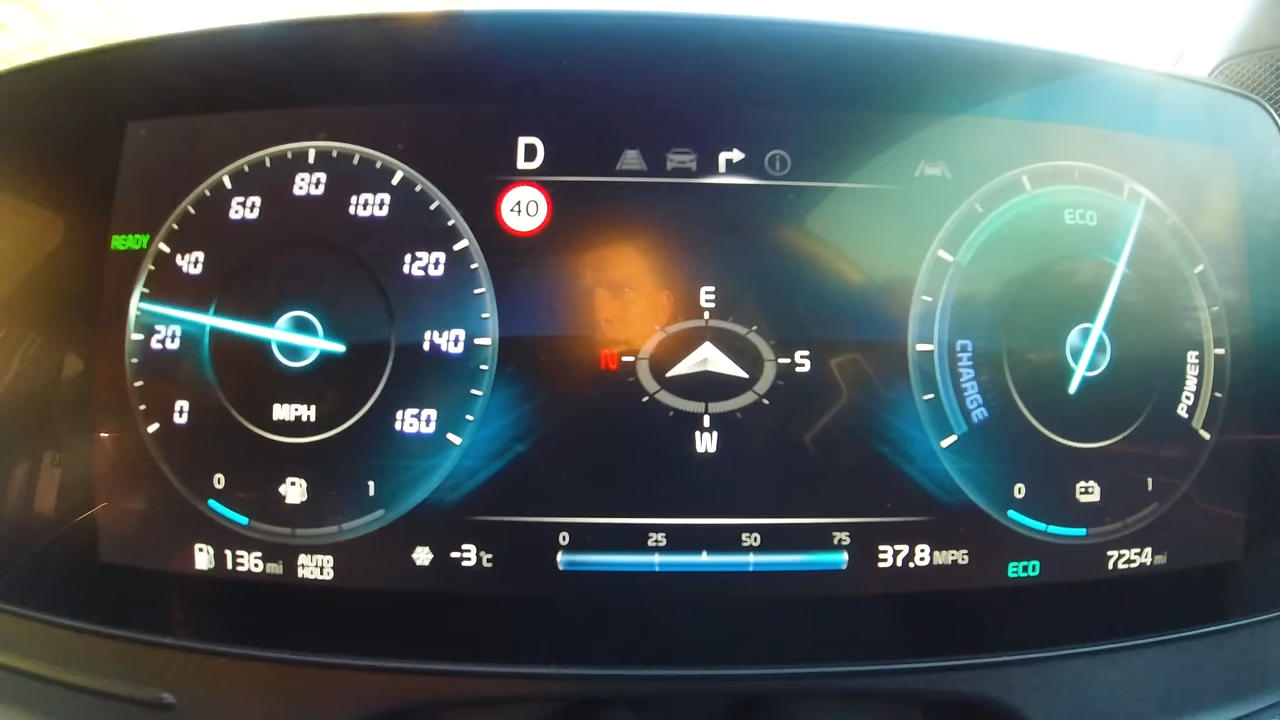 D
40
READY
0
20
40
60
80
100
120
140
160
MPH
0
1
136 mi
AUTO
HOLD
-3°C
E
N
S
W
0 25 50 75
37.8 MPG
CHARGE
ECO
POWER
0
1
ECO
7254 mi